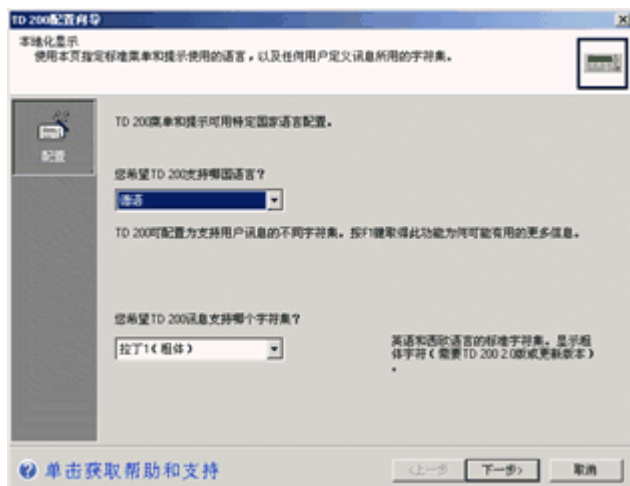 TD 200配置向导
本地化显示
使用本页指定标准菜单和提示使用的语言，以及任何用户定义讯息所用的字符集。
配置
TD 200菜单和提示可用特定国家语言配置。
您希望TD 200支持哪国语言？
德语
TD 200可配置为支持用户讯息的不同字符集。按F1键取得此功能为何可能有用的更多信息。
您希望TD 200讯息支持哪个字符集？
拉丁1（粗体）
英语和西欧语言的标准字符集。显示粗
体字符（需要TD 200 2.0版或更新版本）
。
单击获取帮助和支持
<上一步
下一步>
取消